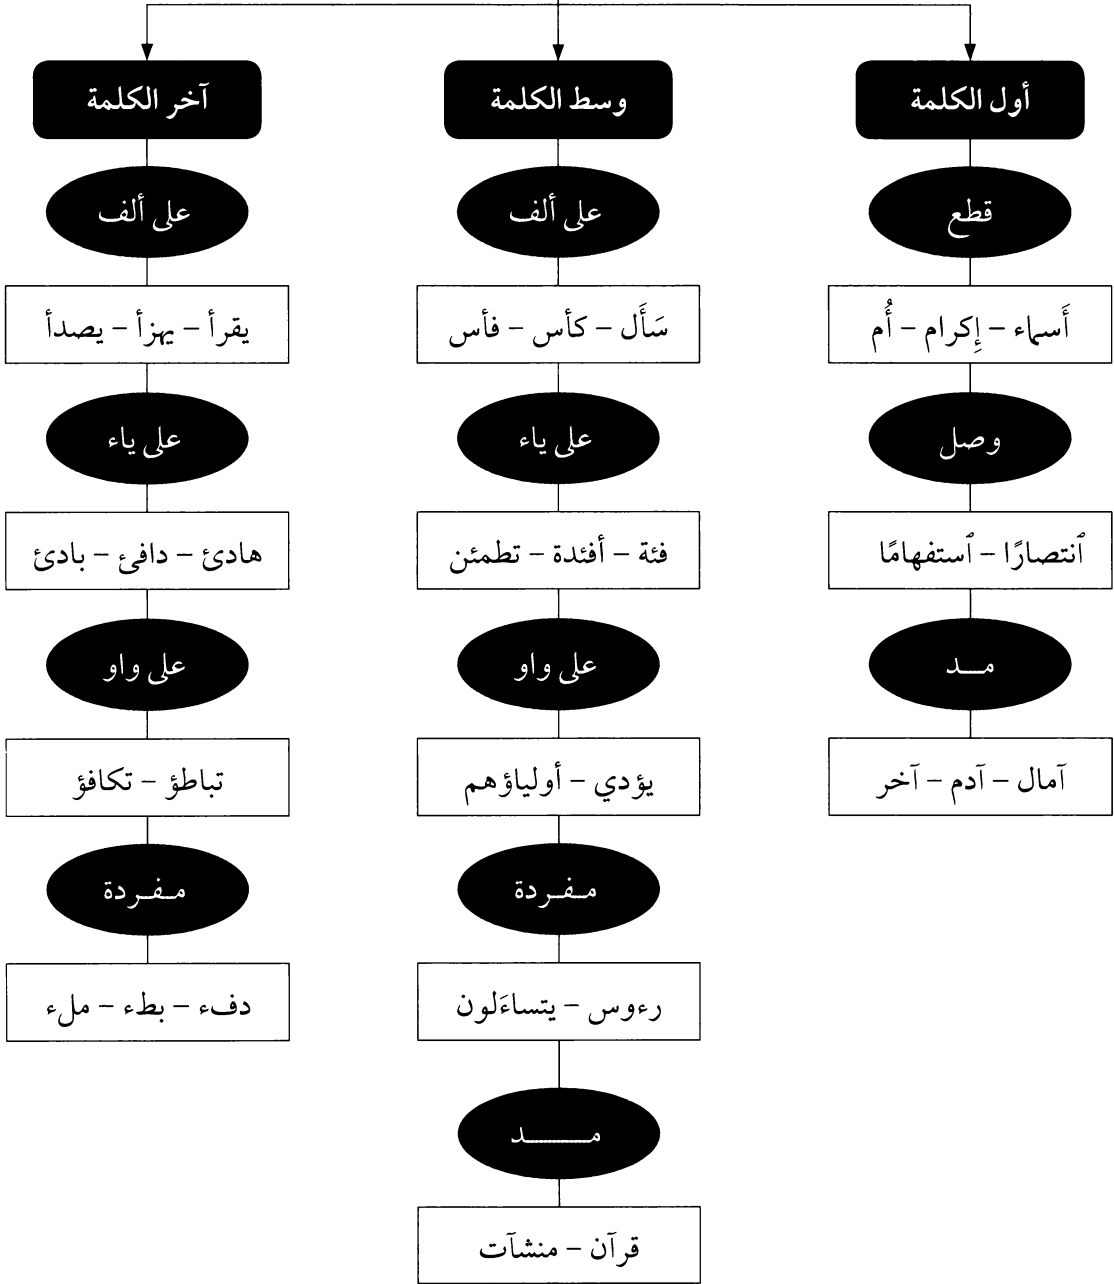 أول الكلمة
قطع
أَسماء – إِكرام – أُم
وصل
ٱنتصارًا – ٱستفهامًا
مــد
آمال – آدم – آخر
وسط الكلمة
على ألف
سَأَل – كأس – فأس
على ياء
فئة – أفئدة – تطمئن
على واو
يؤدي – أولياؤهم
مـفـردة
رءوس – يتساءَلون
مـــــد
قرآن – منشآت
آخر الكلمة
على ألف
يقرأ – يهزأ – يصدأ
على ياء
هادئ – دافئ – بادئ
على واو
تباطؤ – تكافؤ
مـفـردة
دفء – بطء – ملء